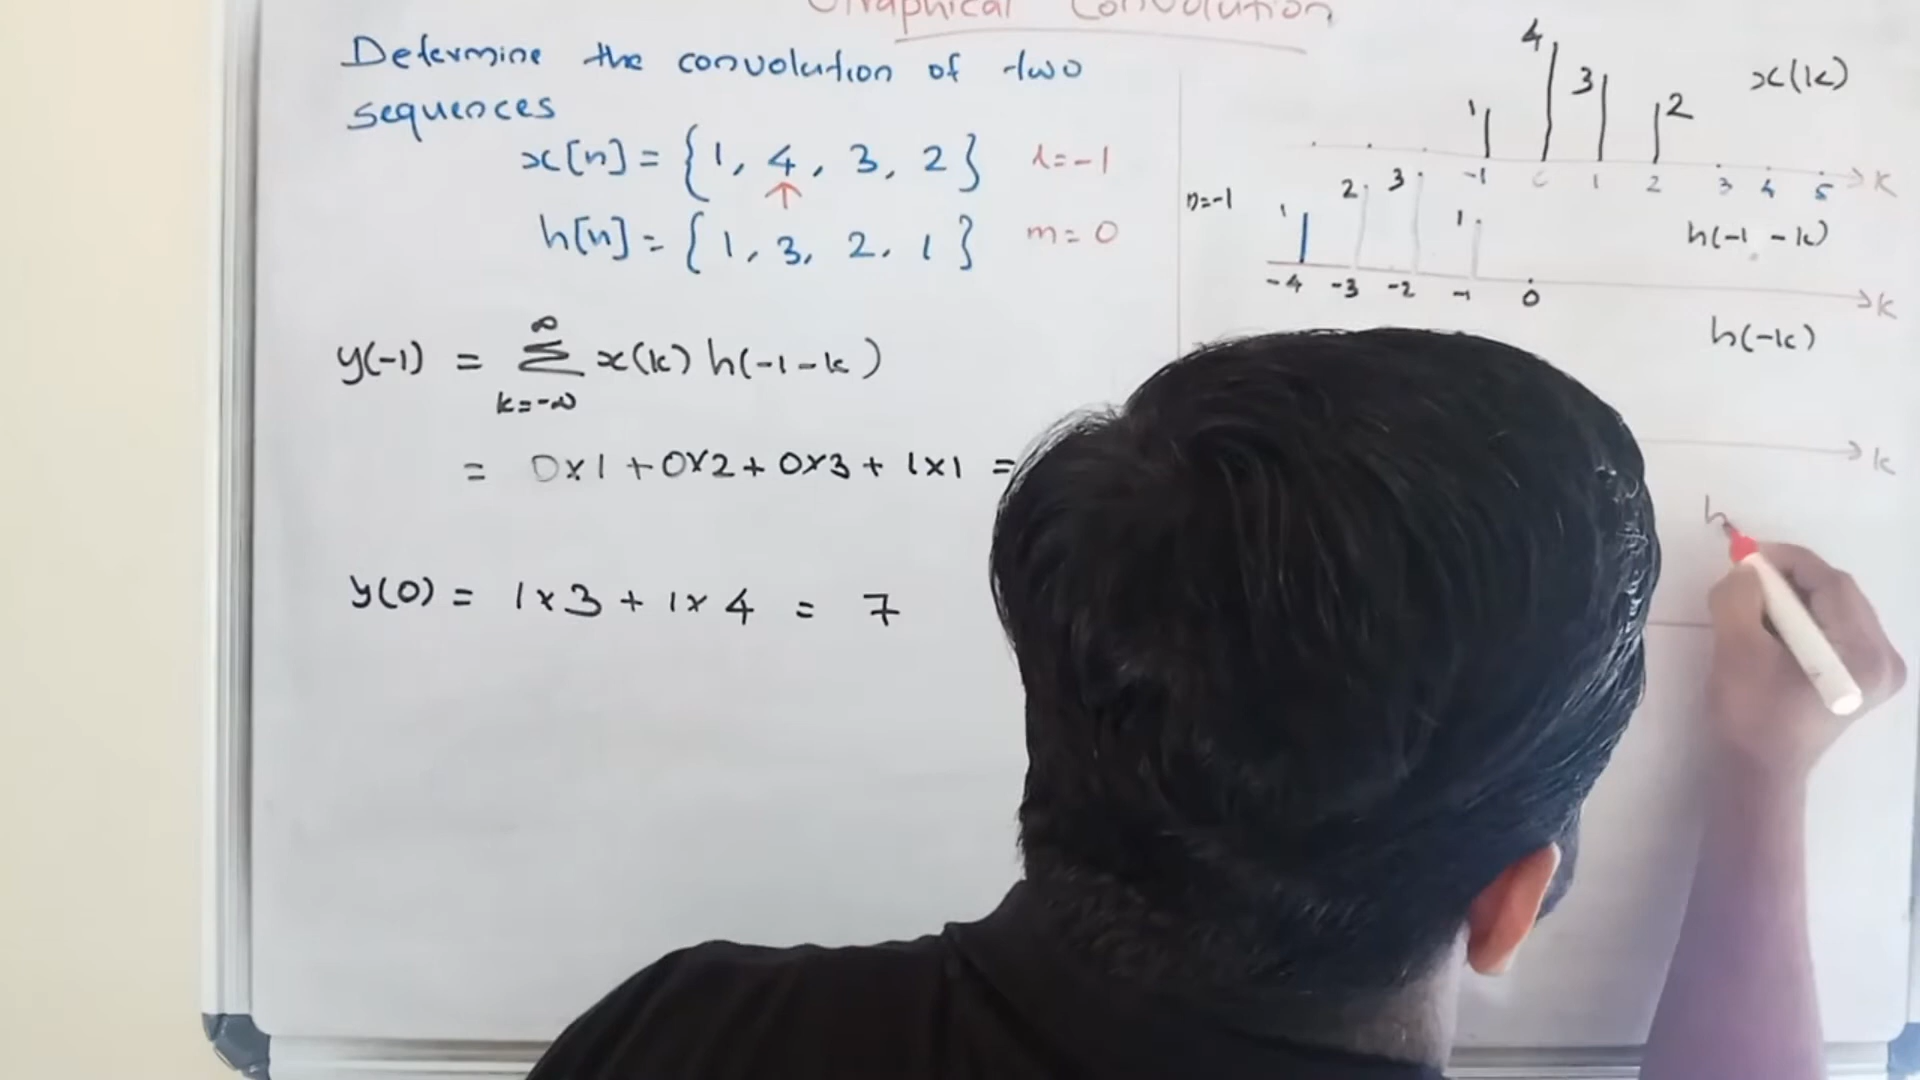 Graphical Convolution
Determine the convolution of two
sequences
x[n] = { 1, 4, 3, 2 } l=-1
↑
h[n] = { 1, 3, 2, 1 } m=0
y(-1) = ∞ Σ k=-∞ x(k) h(-1-k)
= 0×1 + 0×2 + 0×3 + 1×1 =
y(0) = 1×3 + 1×4 = 7
1 4 3 2 x(k)
-1 0 1 2 3 4 5 k
n=-1 1 2 3 1 h(-1-k)
-4 -3 -2 -1 0 k
h(-k)
k
h